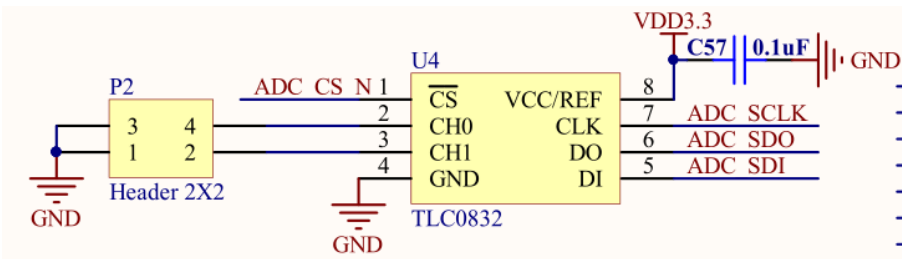 VDD3.3
C57 0.1uF
GND
U4
P2
ADC_CS_N 1 CS VCC/REF 8
3 4 2 CH0 CLK 7 ADC_SCLK
1 2 3 CH1 DO 6 ADC_SDO
4 GND DI 5 ADC_SDI
Header 2X2
GND
TLC0832
GND